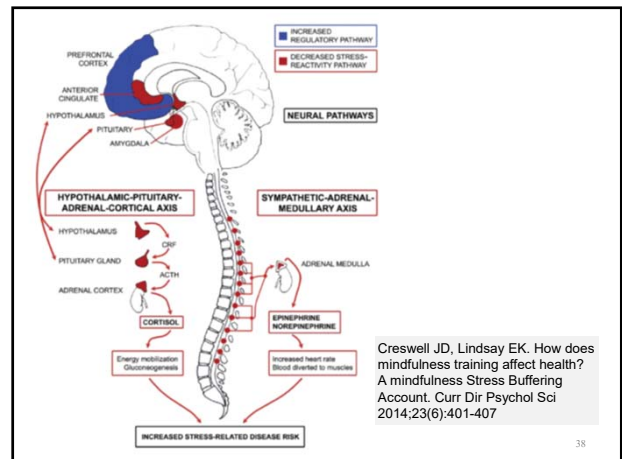 INCREASED
REGULATORY PATHWAY
DECREASED STRESS-
REACTIVITY PATHWAY
PREFRONTAL
CORTEX
ANTERIOR
CINGULATE
HYPOTHALAMUS
PITUITARY
AMYGDALA
NEURAL PATHWAYS
HYPOTHALAMIC-PITUITARY-
ADRENAL-CORTICAL AXIS
SYMPATHETIC-ADRENAL-
MEDULLARY AXIS
HYPOTHALAMUS
CRF
PITUITARY GLAND
ACTH
ADRENAL CORTEX
CORTISOL
Energy mobilization
Gluconeogenesis
ADRENAL MEDULLA
EPINEPHRINE
NOREPINEPHRINE
Increased heart rate
Blood diverted to muscles
INCREASED STRESS-RELATED DISEASE RISK
Creswell JD, Lindsay EK. How does
mindfulness training affect health?
A mindfulness Stress Buffering
Account. Curr Dir Psychol Sci
2014;23(6):401-407
38